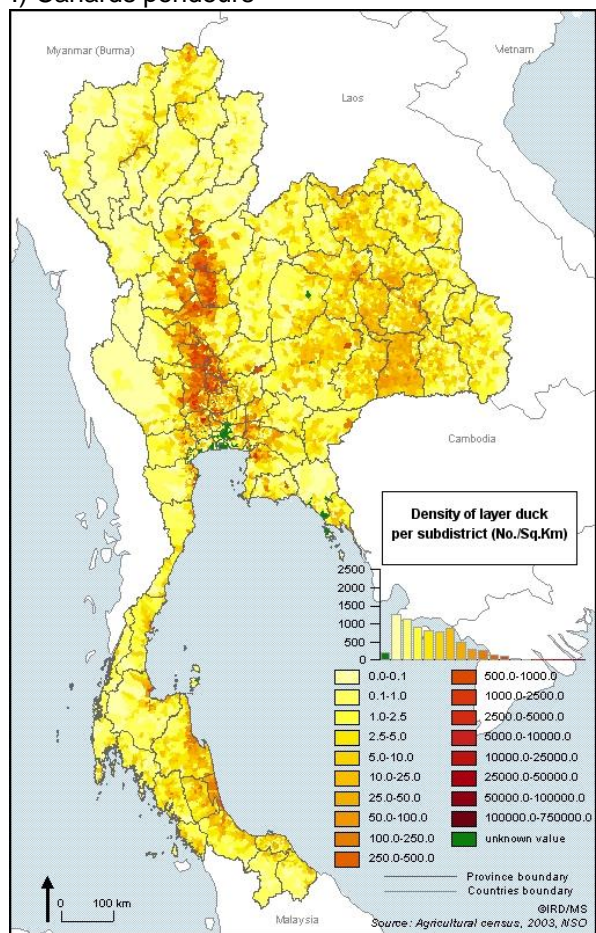 .) Canards pondeurs
Myanmar (Burma)
Vietnam
Laos
Cambodia
Density of layer duck
per subdistrict (No./Sq.Km)
2500
2000
1500
1000
500
0
0.0-0.1
0.1-1.0
1.0-2.5
2.5-5.0
5.0-10.0
10.0-25.0
25.0-50.0
50.0-100.0
100.0-250.0
250.0-500.0
500.0-1000.0
1000.0-2500.0
2500.0-5000.0
5000.0-10000.0
10000.0-25000.0
25000.0-50000.0
50000.0-100000.0
100000.0-750000.0
unknown value
Province boundary
Countries boundary
0 100 km
Malaysia
©IRD/MS
Source: Agricultural census, 2003, NSO